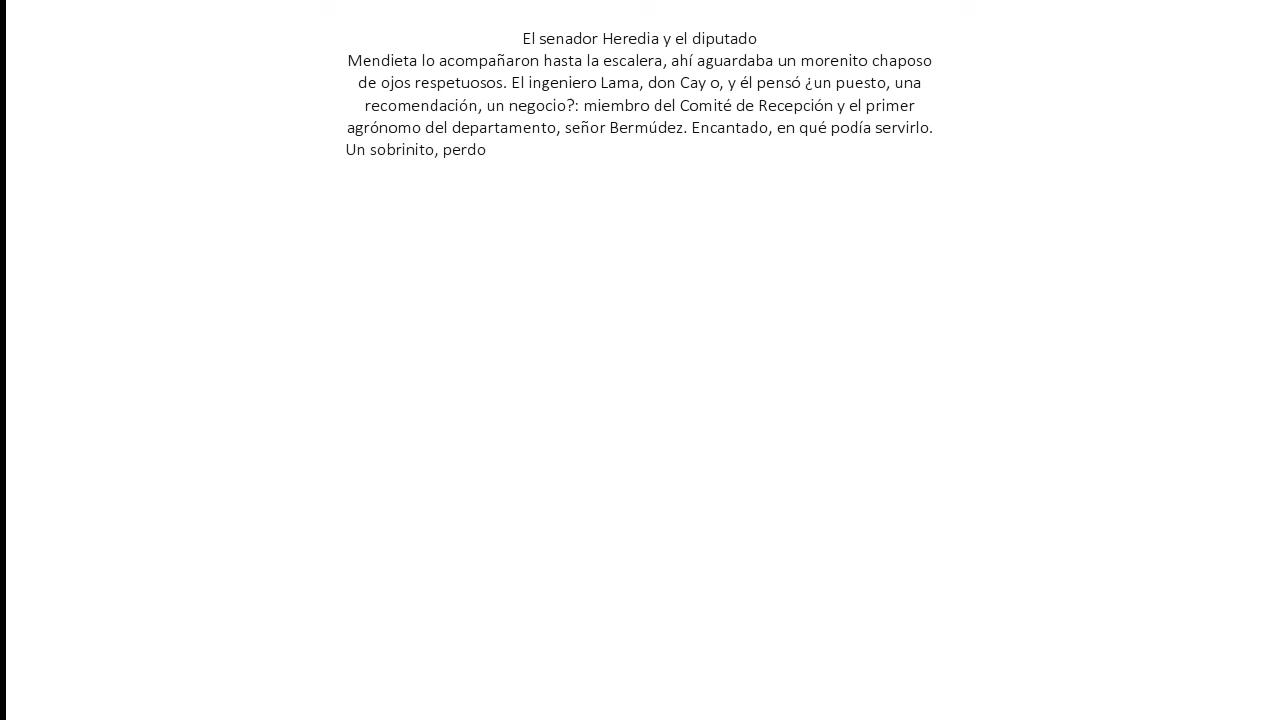 El senador Heredia y el diputado
Mendieta lo acompañaron hasta la escalera, ahí aguardaba un morenito chaposo
de ojos respetuosos. El ingeniero Lama, don Cay o, y él pensó ¿un puesto, una
recomendación, un negocio?: miembro del Comité de Recepción y el primer
agrónomo del departamento, señor Bermúdez. Encantado, en qué podía servirlo.
Un sobrinito, perdo